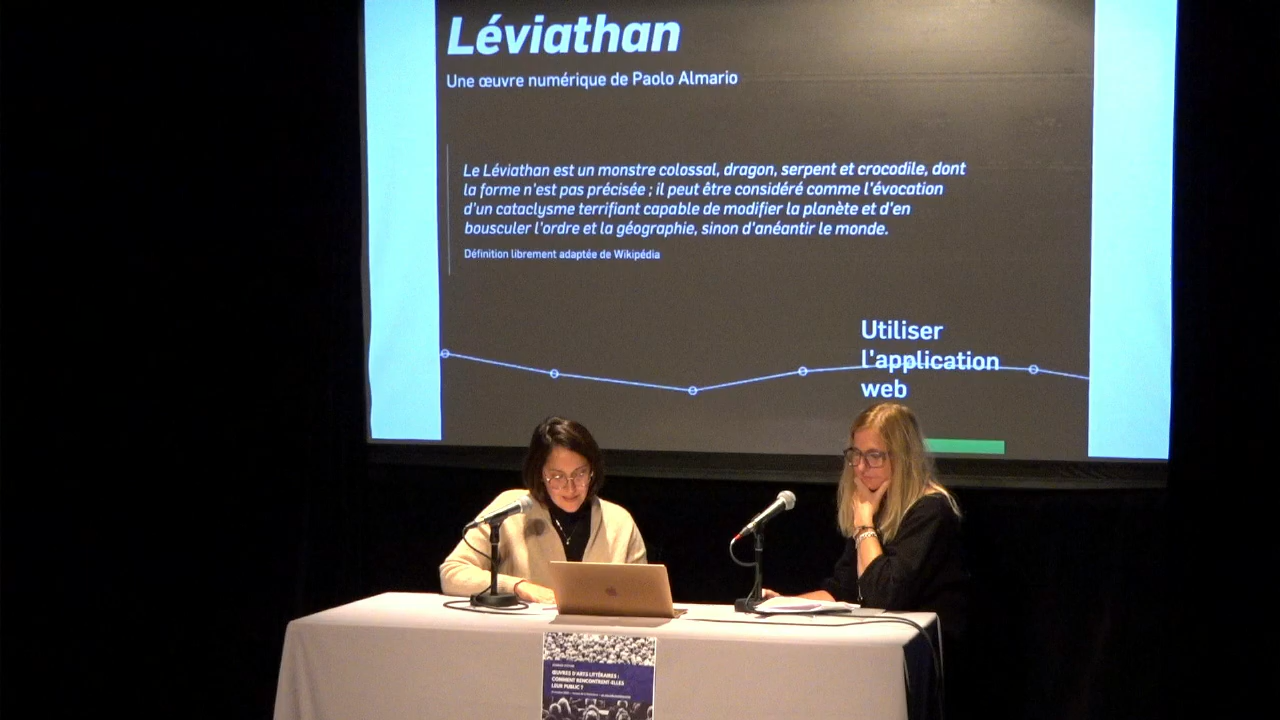 Léviathan
Une œuvre numérique de Paolo Almario
Le Léviathan est un monstre colossal, dragon, serpent et crocodile, dont
la forme n'est pas précisée ; il peut être considéré comme l'évocation
d'un cataclysme terrifiant capable de modifier la planète et d'en
bousculer l'ordre et la géographie, sinon d'anéantir le monde.
Définition librement adaptée de Wikipédia
Utiliser
l'application
web
ŒUVRES D'ARTS LITTÉRAIRES :
COMMENT RENCONTRENT-ELLES
LEUR PUBLIC ?